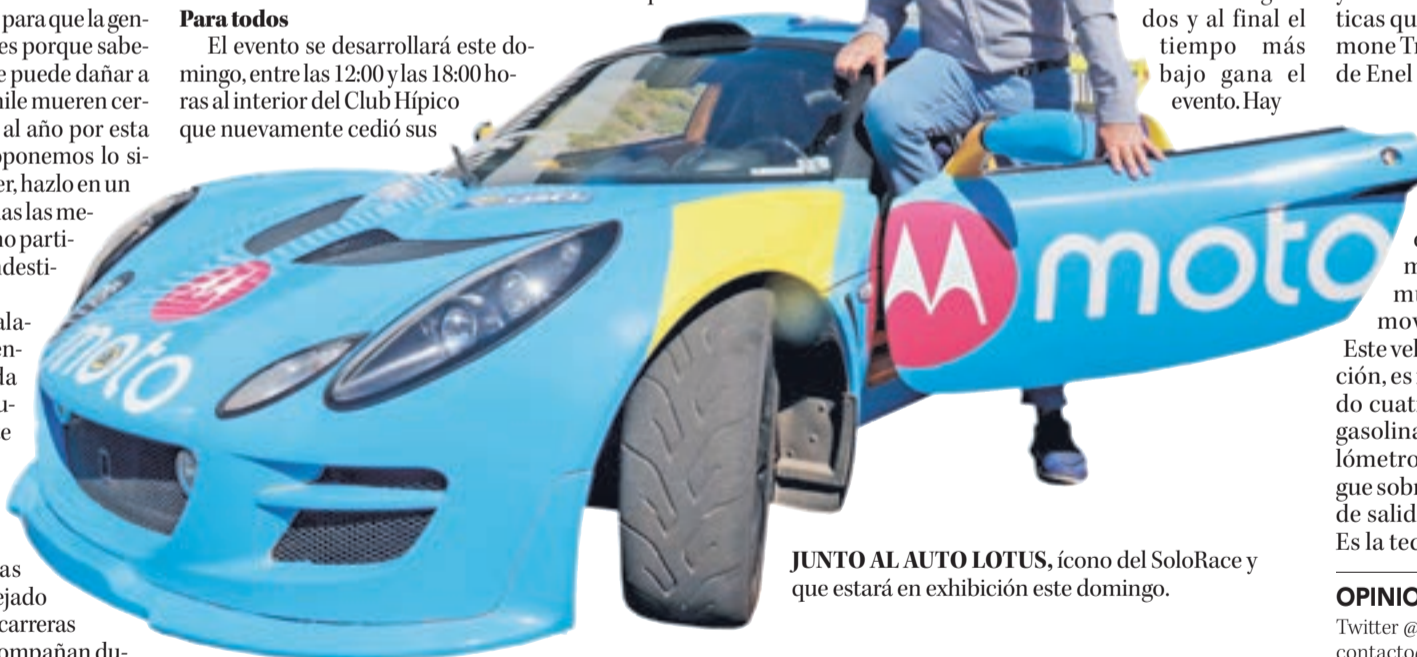 para que la gen-
es porque sabe-
e puede dañar a
hile mueren cer-
al año por esta
ponemos lo si-
er, hazlo en un
as las me-
no parti-
desti-
ala-
en-
da
u-
e
as
ejado
carreras
ompañan du-
Para todos
El evento se desarrollará este do-
mingo, entre las 12:00 y las 18:00 ho-
ras al interior del Club Hípico
que nuevamente cedió sus
moto
moto
JUNTO AL AUTO LOTUS, ícono del SoloRace y
que estará en exhibición este domingo.
dos y al final el
tiempo más
bajo gana el
evento. Hay
ticas qu
mone Tr
de Enel
m
mu
mov
Este vel
ción, es
do cuat
gasolina
lómetro
gue sobr
de salid
Es la tec
OPINIO
Twitter @
contacto